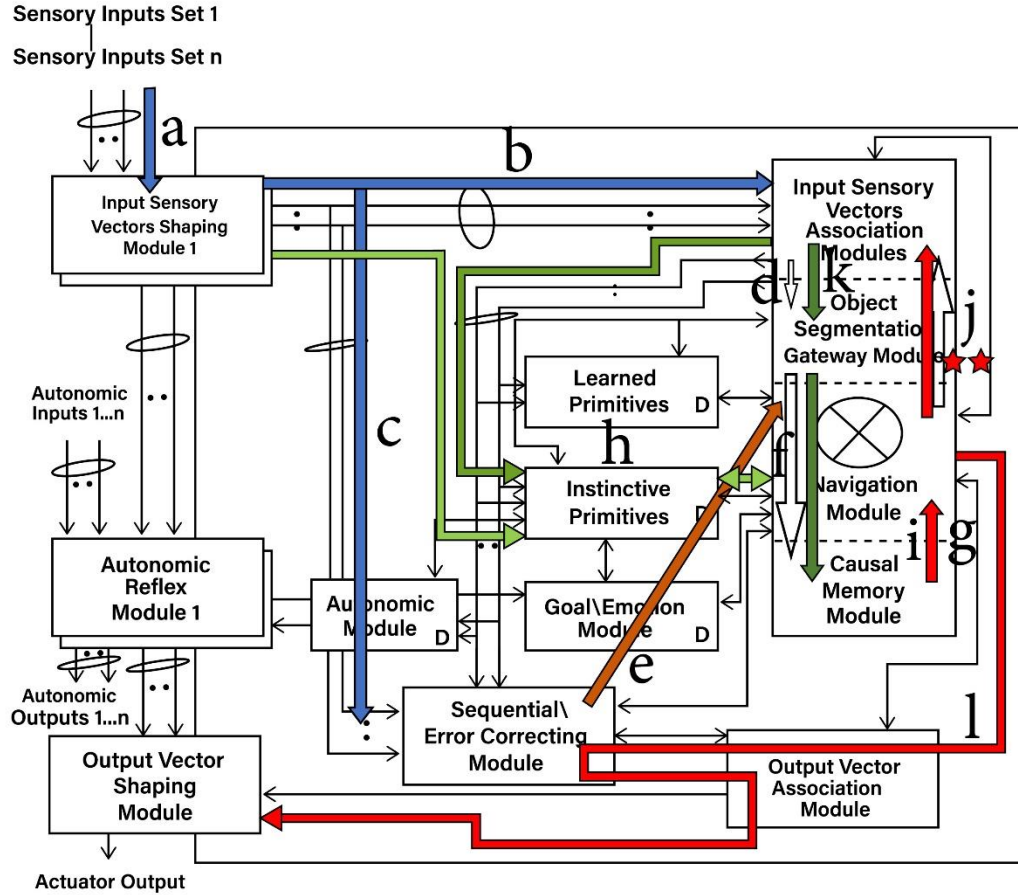 Sensory Inputs Set 1
Sensory Inputs Set n
a
b
Input Sensory
Vectors Shaping
Module 1
Input Sensory
Vectors
Association
Modules
d
k
Object
Segmentatio
Gateway Module
j
Autonomic
Inputs 1...n
Learned
Primitives
D
c
h
f
Instinctive
Primitives
D
Navigation
Module
i
g
Autonomic
Reflex
Module 1
Autonomic
Module
D
Goal\Emotion
Module
D
Causal
Memory
Module
e
Autonomic
Outputs 1...n
Sequential\
Error Correcting
Module
l
Output Vector
Shaping
Module
Output Vector
Association
Module
Actuator Output